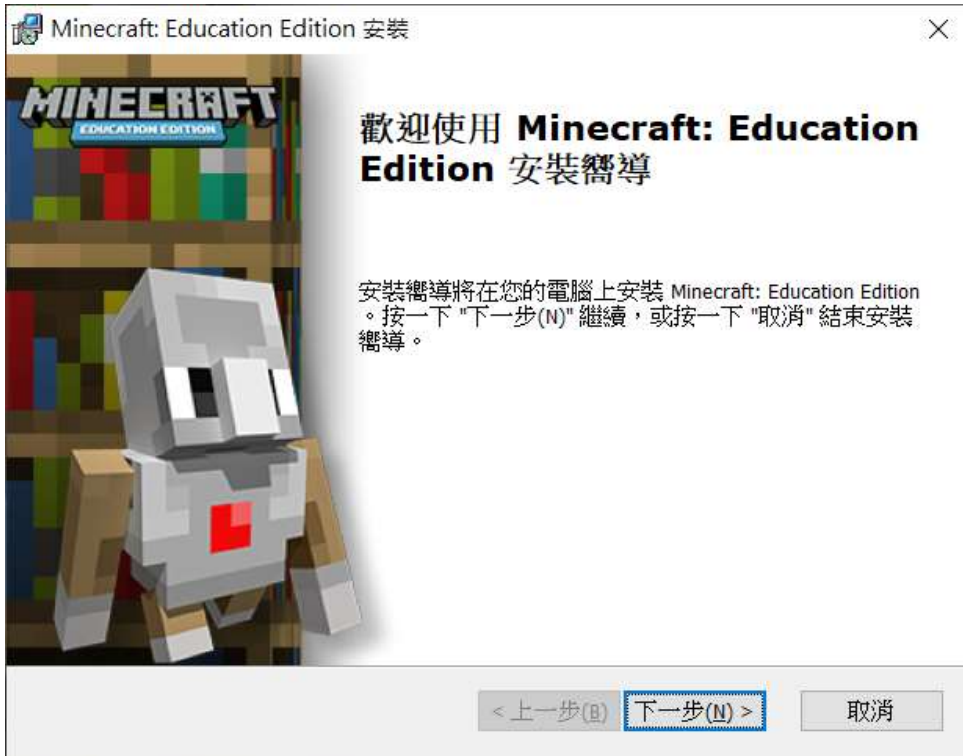 Minecraft: Education Edition 安裝
MINECRAFT
EDUCATION EDITION
歡迎使用 Minecraft: Education
Edition 安裝嚮導
安裝嚮導將在您的電腦上安裝 Minecraft: Education Edition
。按一下 "下一步(N)" 繼續，或按一下 "取消" 結束安裝
嚮導。
< 上一步(B)
下一步(N) >
取消